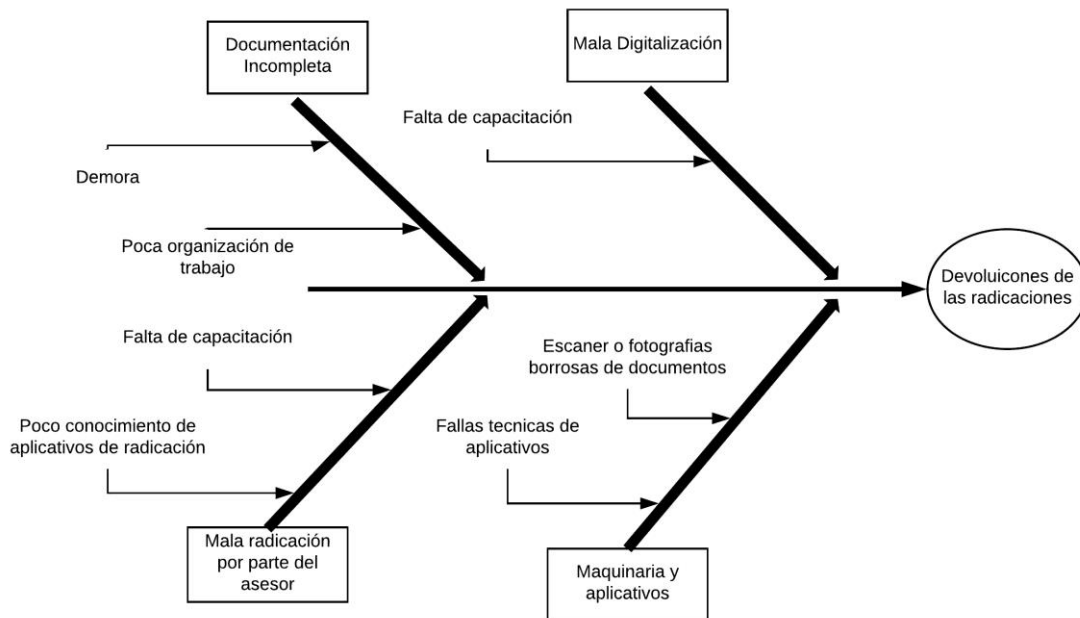 Documentación
Incompleta
Mala Digitalización
Falta de capacitación
Demora
Poca organización de
trabajo
Devoluicones de
las radicaciones
Falta de capacitación
Escaner o fotografias
borrosas de documentos
Poco conocimiento de
aplicativos de radicación
Fallas tecnicas de
aplicativos
Mala radicación
por parte del
asesor
Maquinaria y
aplicativos